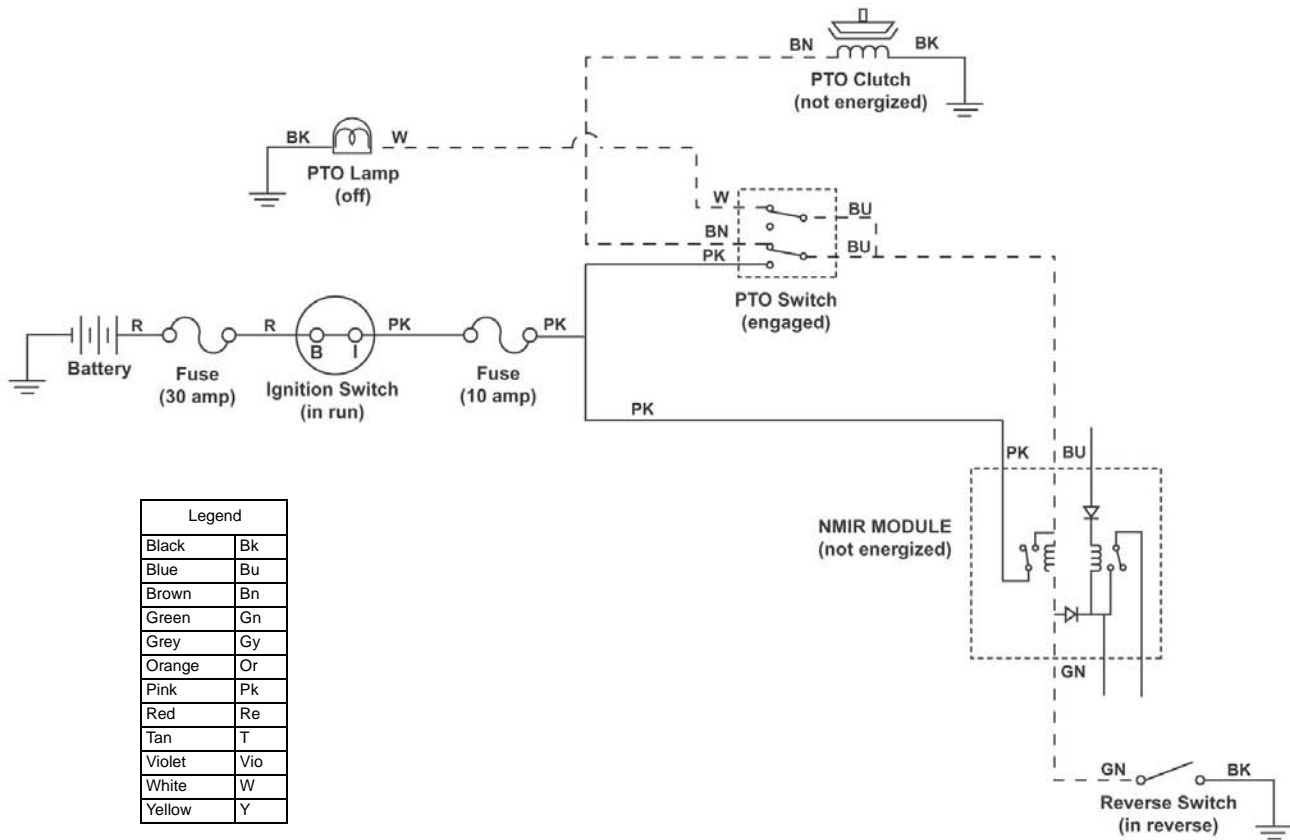 BN
BK
PTO Clutch
(not energized)
BK
W
PTO Lamp
(off)
W
BU
BN
BU
PK
PTO Switch
(engaged)
R
R
B
I
PK
PK
Battery
Fuse
(30 amp)
Ignition Switch
(in run)
Fuse
(10 amp)
PK
PK
BU
NMIR MODULE
(not energized)
GN
GN
BK
Reverse Switch
(in reverse)
Legend
Black Bk
Blue Bu
Brown Bn
Green Gn
Grey Gy
Orange Or
Pink Pk
Red Re
Tan T
Violet Vio
White W
Yellow Y